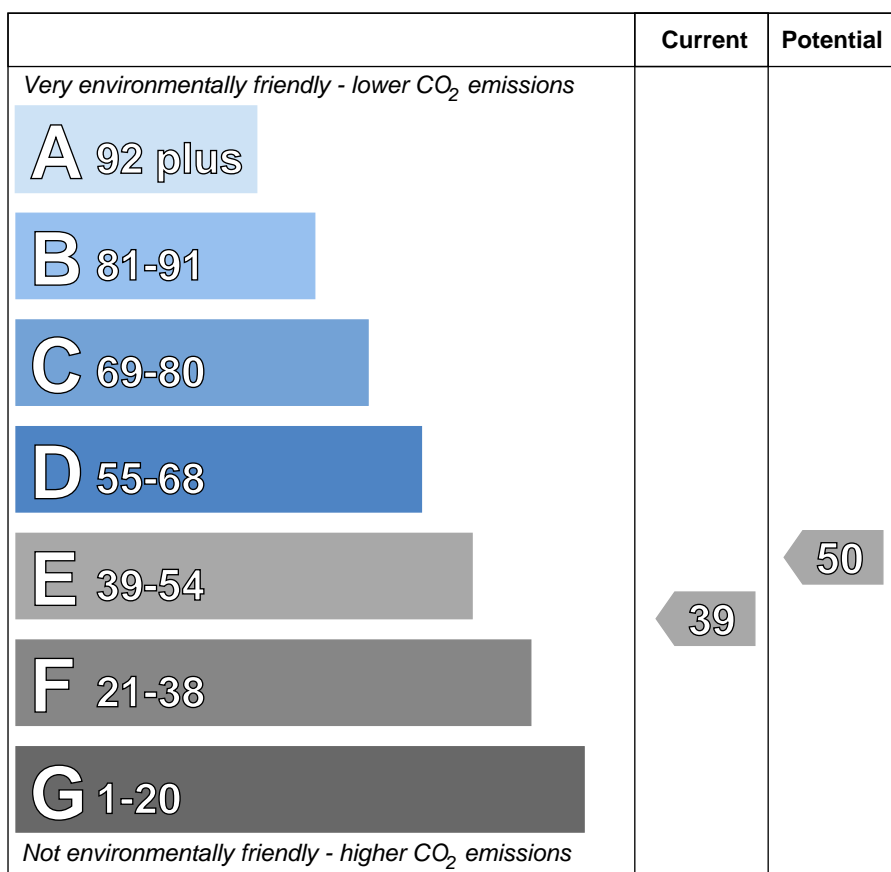 Current Potential
Very environmentally friendly - lower CO2 emissions
A 92 plus
B 81-91
C 69-80
D 55-68
E 39-54
50
39
F 21-38
G 1-20
Not environmentally friendly - higher CO2 emissions